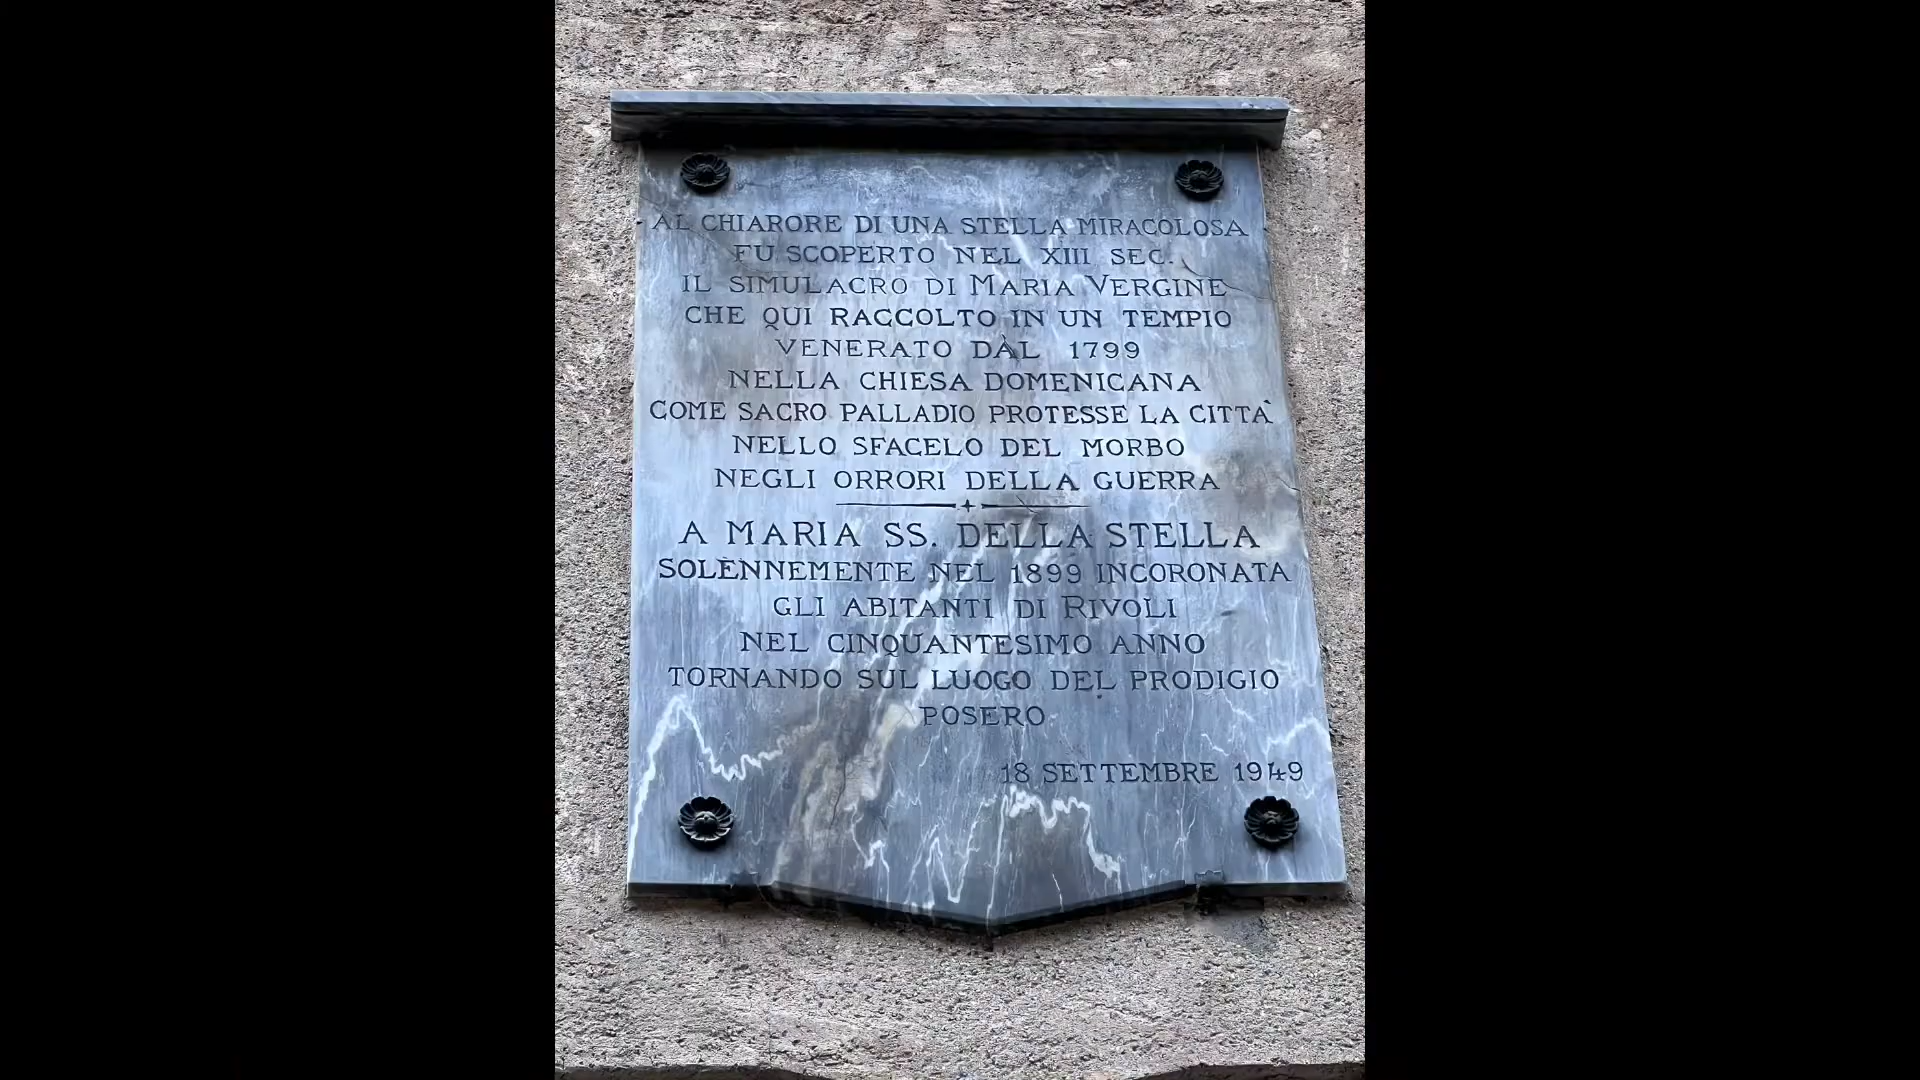 AL CHIARORE DI UNA STELLA MIRACOLOSA
FU SCOPERTO NEL XIII SEC.
IL SIMULACRO DI MARIA VERGINE
CHE QUI RACCOLTO IN UN TEMPIO
VENERATO DAL 1799
NELLA CHIESA DOMENICANA
COME SACRO PALLADIO PROTESSE LA CITTÀ
NELLO SFACELO DEL MORBO
NEGLI ORRORI DELLA GUERRA
A MARIA SS. DELLA STELLA
SOLENNEMENTE NEL 1899 INCORONATA
GLI ABITANTI DI RIVOLI
NEL CINQUANTESIMO ANNO
TORNANDO SUL LUOGO DEL PRODIGIO
POSERO
18 SETTEMBRE 1949